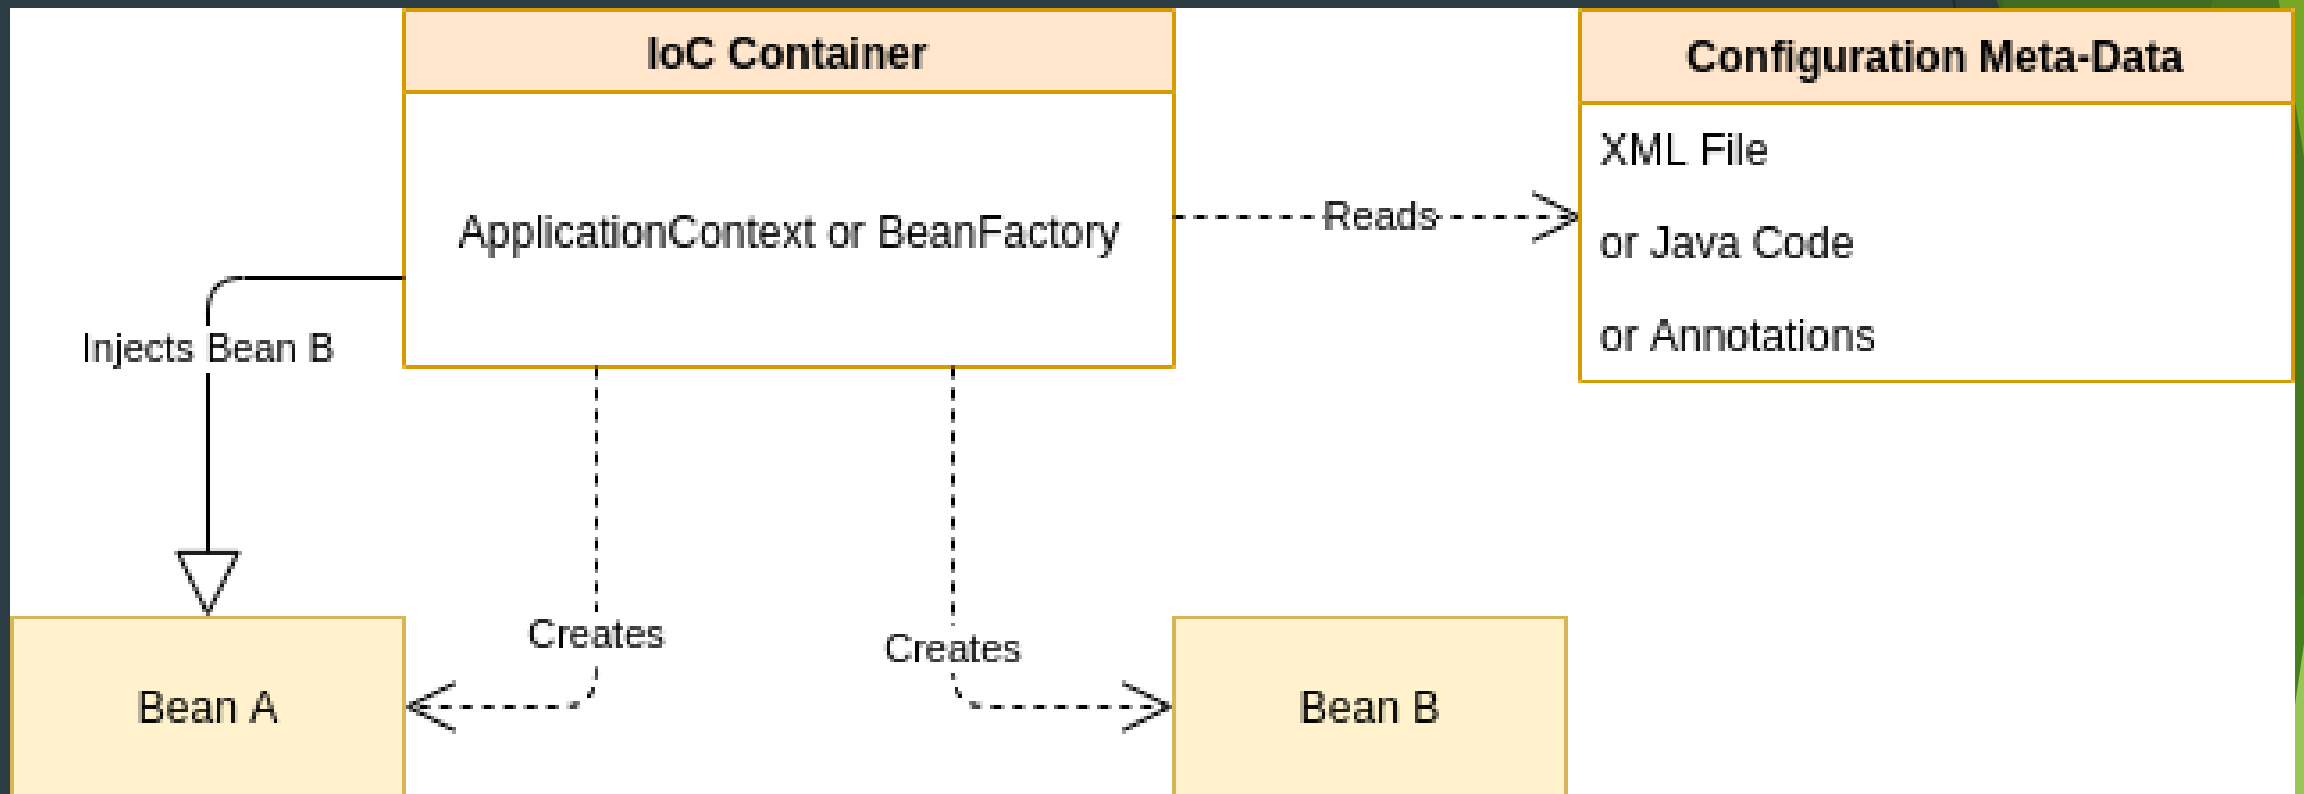 IoC Container
ApplicationContext or BeanFactory
Reads
Configuration Meta-Data
XML File
or Java Code
or Annotations
Injects Bean B
Creates
Creates
Bean A
Bean B